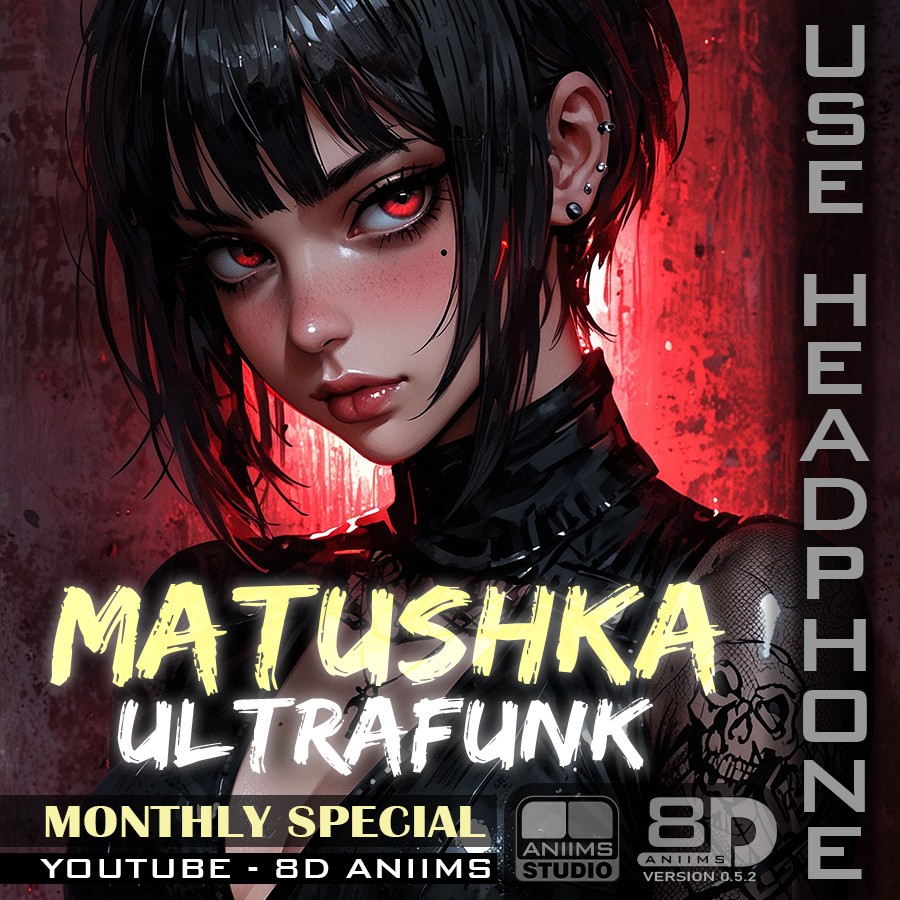 USE HEADPHONE
MATUSHKA
ULTRAFUNK
MONTHLY SPECIAL
YOUTUBE - 8D ANIIMS
ANIIMS
STUDIO
8D
ANIIMS
VERSION 0.5.2